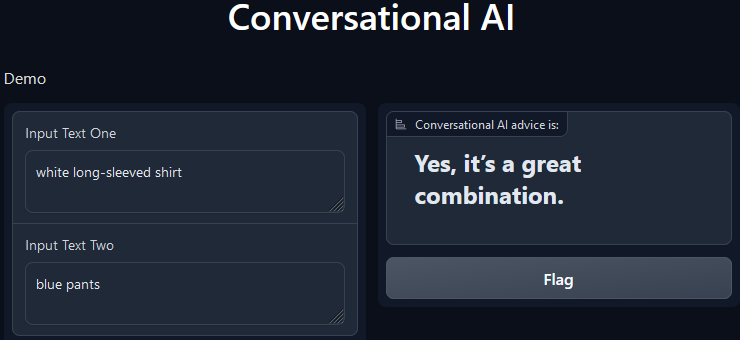 Conversational AI
Demo
Input Text One
white long-sleeved shirt
Input Text Two
blue pants
Conversational AI advice is:
Yes, it’s a great
combination.
Flag